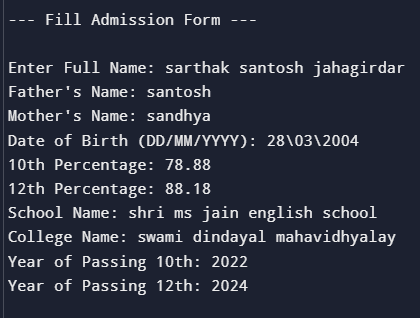 --- Fill Admission Form ---
Enter Full Name: sarthak santosh jahagirdar
Father's Name: santosh
Mother's Name: sandhya
Date of Birth (DD/MM/YYYY): 28\03\2004
10th Percentage: 78.88
12th Percentage: 88.18
School Name: shri ms jain english school
College Name: swami dindayal mahavidhyalay
Year of Passing 10th: 2022
Year of Passing 12th: 2024